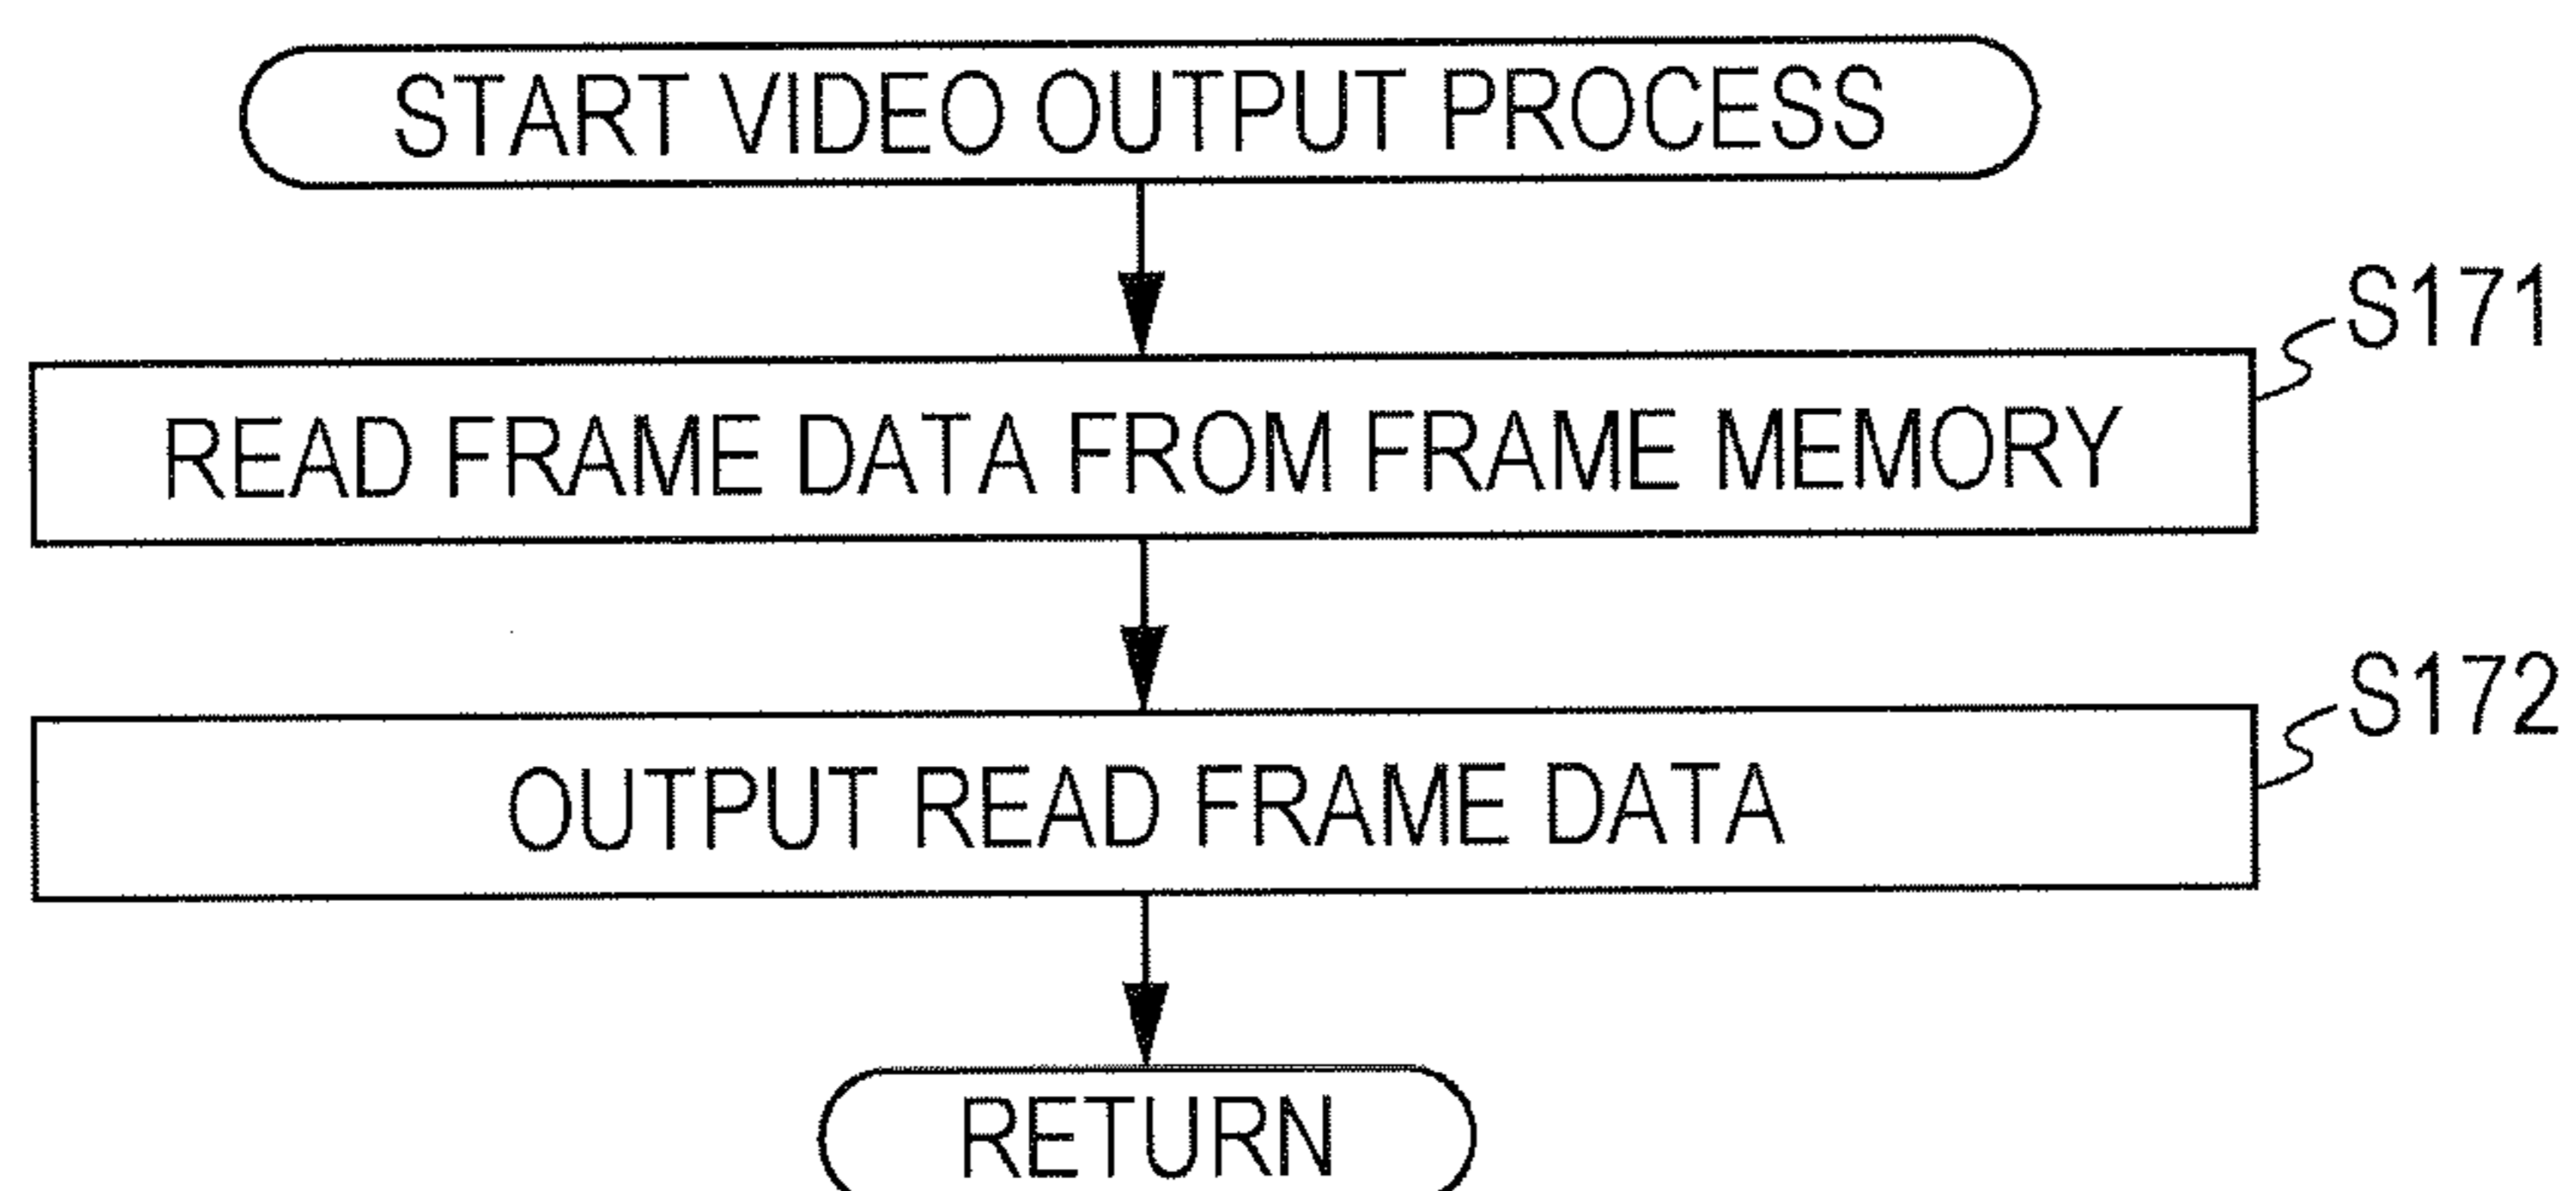 START VIDEO OUTPUT PROCESS
S171
READ FRAME DATA FROM FRAME MEMORY
S172
OUTPUT READ FRAME DATA
RETURN